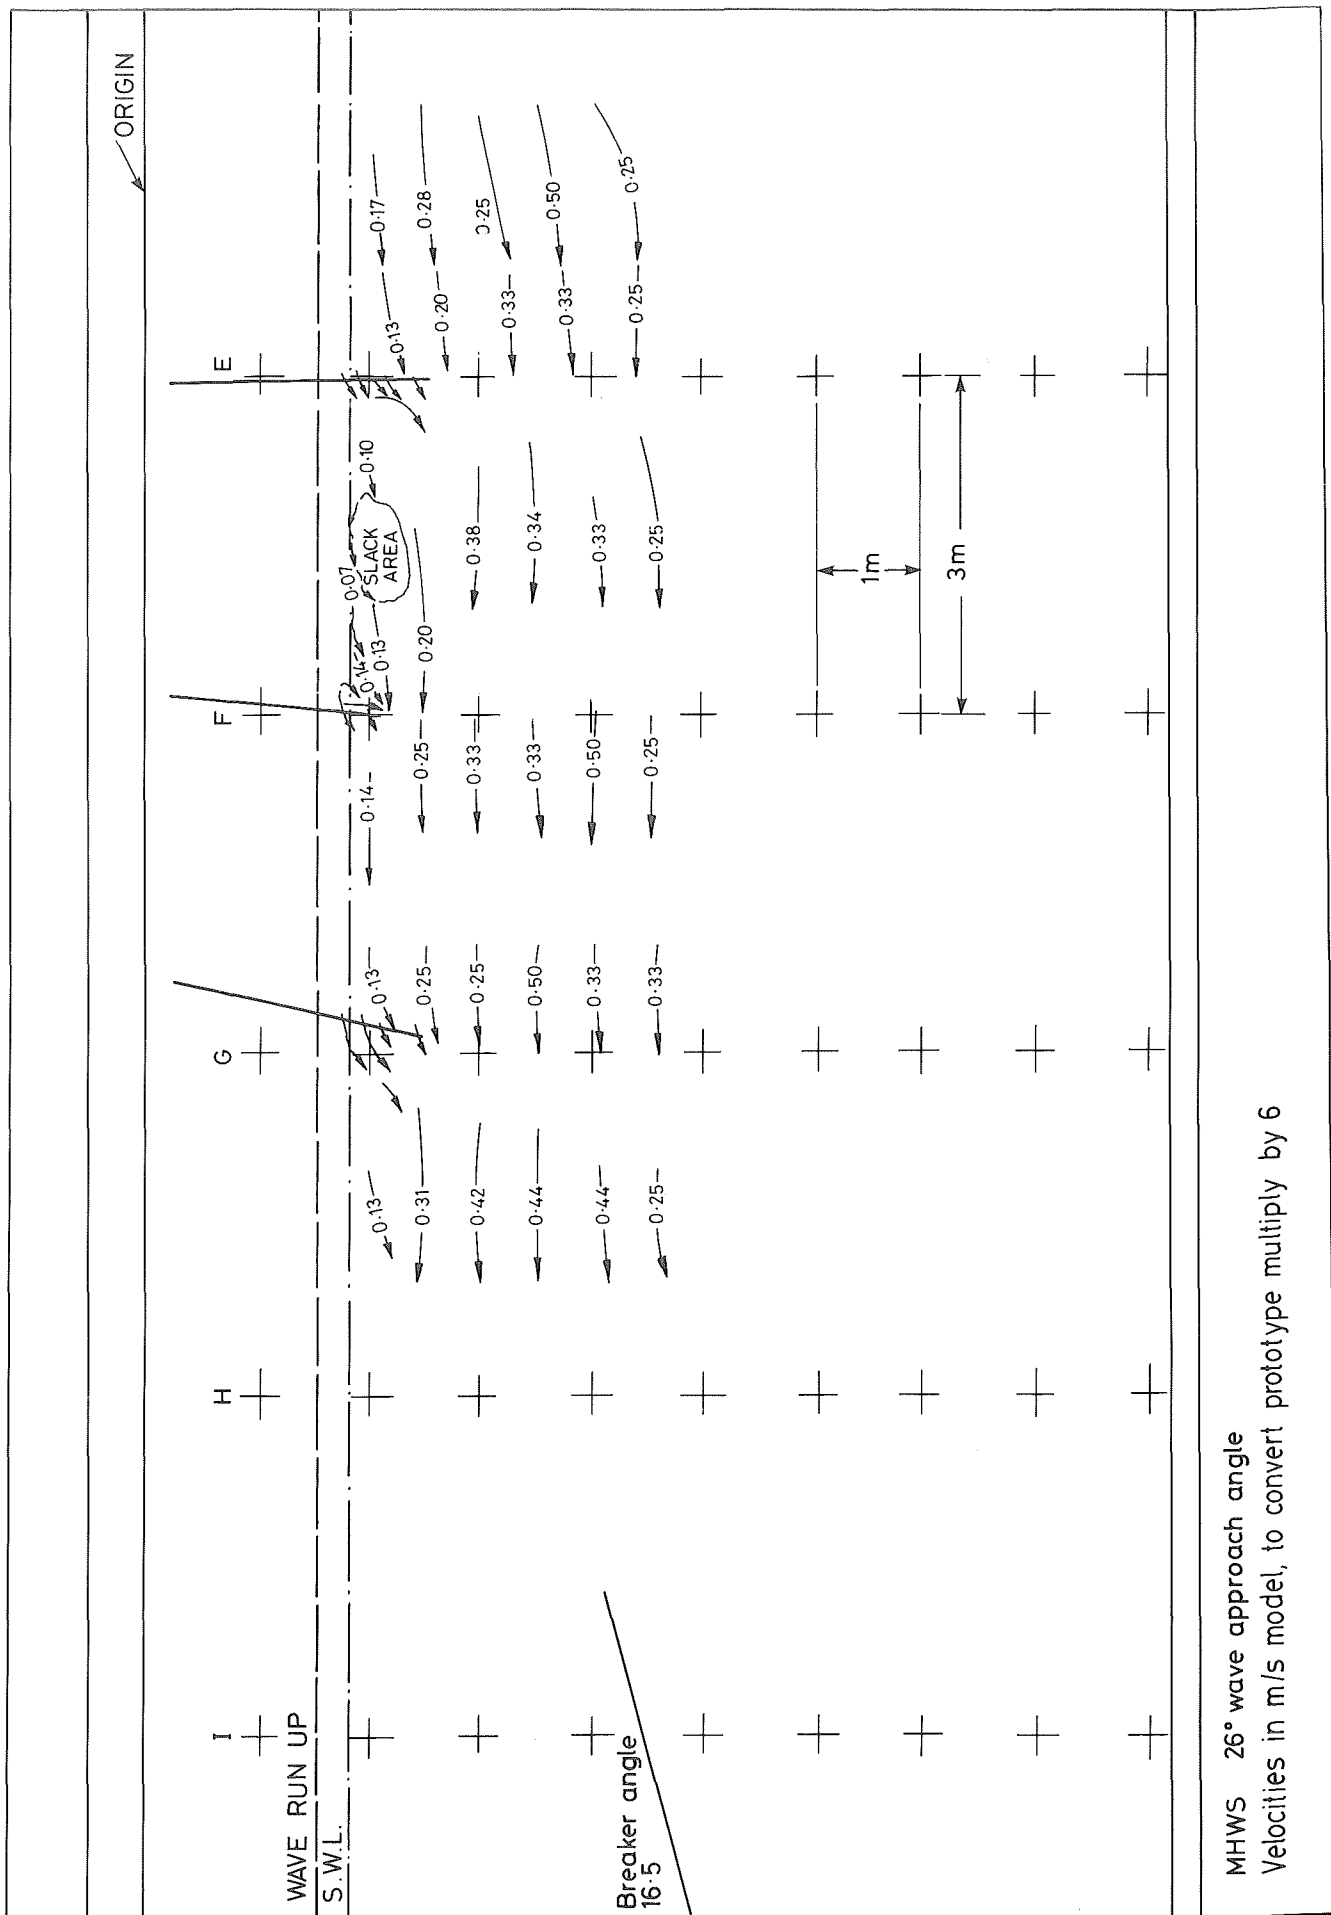 ORIGIN
I H G F E
WAVE RUN UP
S.W.L.
0·07
0·14 0·14 0·10
SLACK
AREA
0·13 0·13 0·13 0·13 0·17
0·31 0·25 0·25 0·20 0·20 0·28
0·42 0·25 0·33 0·38 0·33 0·25
0·44 0·50 0·33 0·34 0·33 0·50
0·44 0·33 0·50 0·33 0·25 0·25
0·25 0·33 0·25 0·25
Breaker angle
16·5
1m
3m
MHWS 26° wave approach angle
Velocities in m/s model, to convert prototype multiply by 6